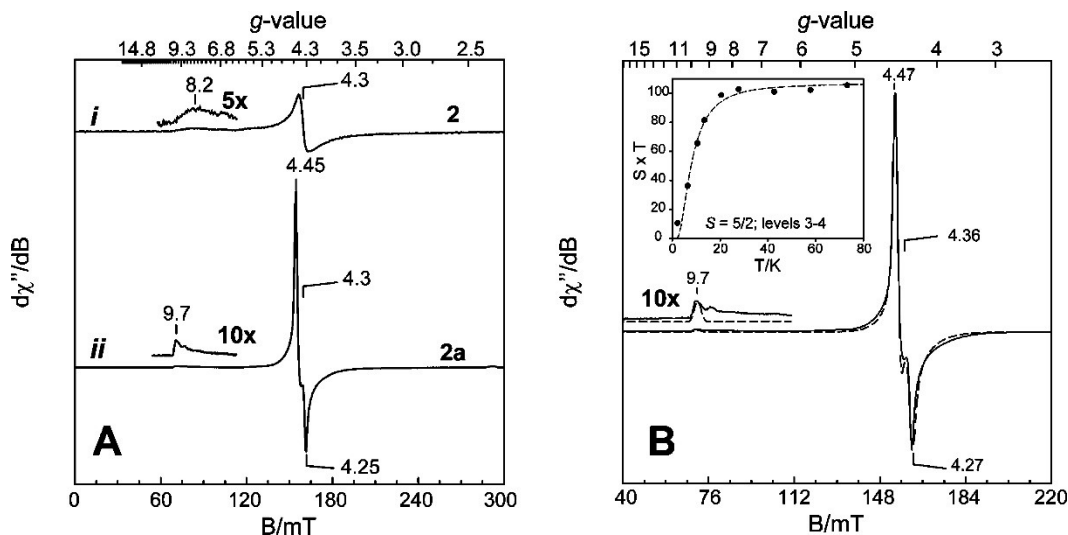 g-value
14.8 9.3 6.8 5.3 4.3 3.5 3.0 2.5
8.2
5x
4.3
i
2
4.45
4.3
9.7
10x
ii
2a
A
4.25
dχ"/dB
0 60 120 180 240 300
B/mT
g-value
15 11 9 8 7 6 5 4 3
4.47
S x T
100
80
60
40
20
0
S = 5/2; levels 3-4
0 20 40 60 80
T/K
4.36
9.7
10x
B
4.27
dχ"/dB
40 76 112 148 184 220
B/mT